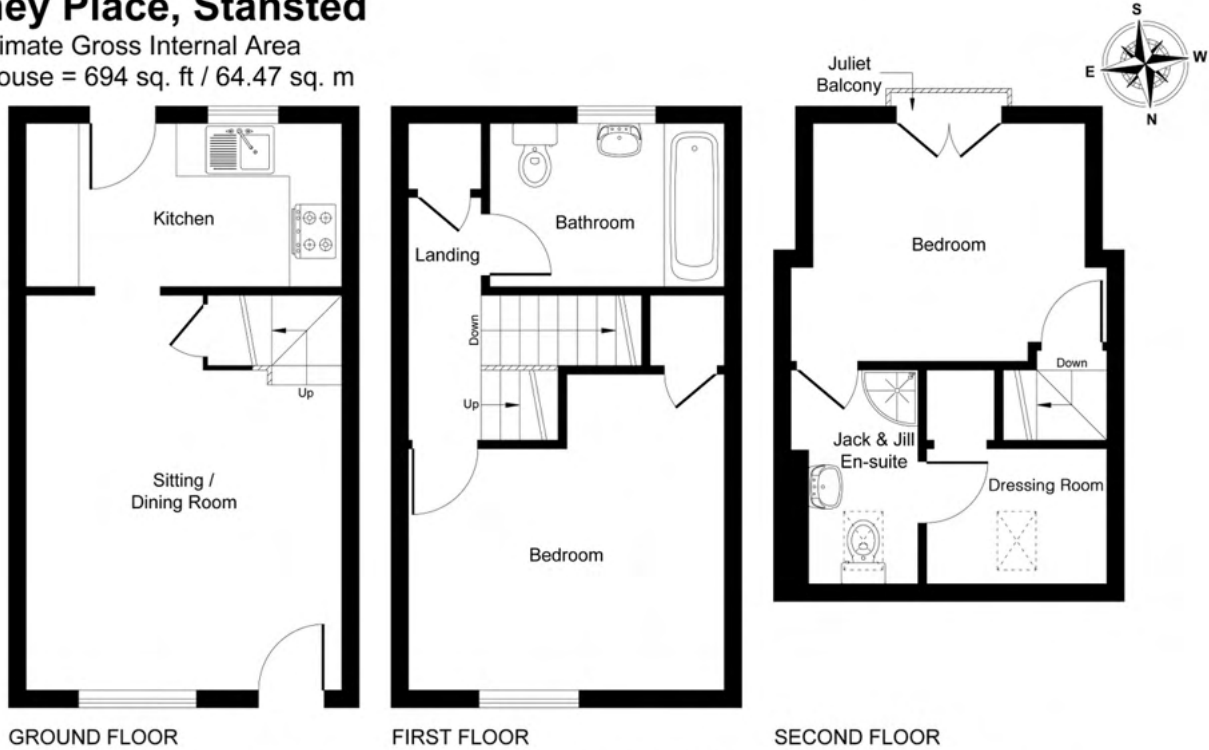 ney Place, Stansted
imate Gross Internal Area
ouse = 694 sq. ft / 64.47 sq. m
S
E
W
N
Juliet
Balcony
Kitchen
Up
Sitting /
Dining Room
GROUND FLOOR
Landing
Bathroom
Down
Up
Bedroom
FIRST FLOOR
Bedroom
Down
Jack & Jill
En-suite
Dressing Room
SECOND FLOOR